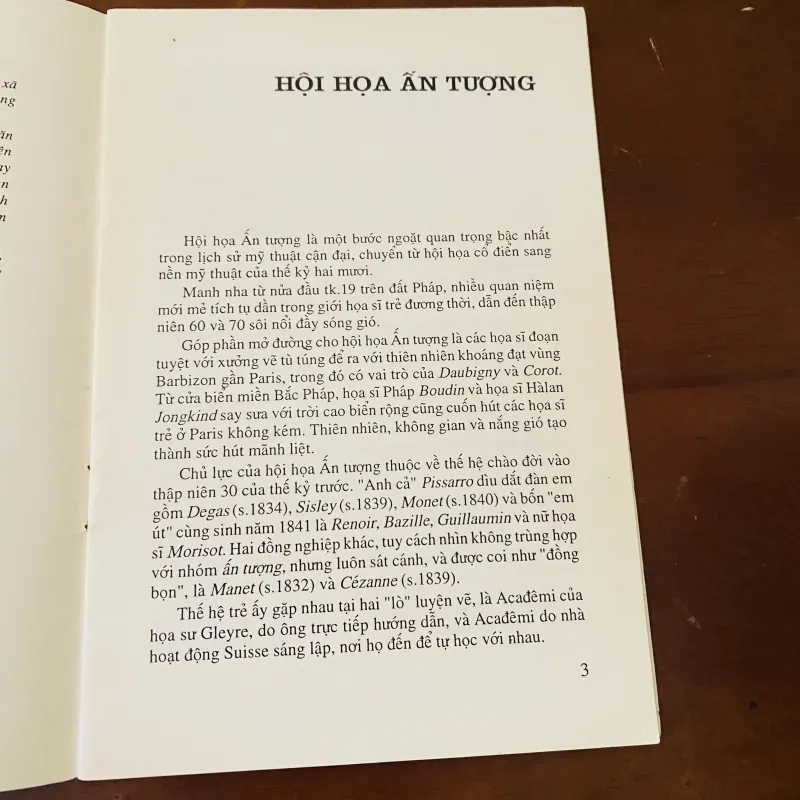 xã
ng
ăn
ên
ay
n
h
n
HỘI HỌA ẤN TƯỢNG
Hội họa Ấn tượng là một bước ngoặt quan trọng bậc nhất
trong lịch sử mỹ thuật cận đại, chuyển từ hội họa cổ điển sang
nền mỹ thuật của thế kỷ hai mươi.
Manh nha từ nửa đầu tk.19 trên đất Pháp, nhiều quan niệm
mới mẻ tích tụ dần trong giới họa sĩ trẻ đương thời, dẫn đến thập
niên 60 và 70 sôi nổi đầy sóng gió.
Góp phần mở đường cho hội họa Ấn tượng là các họa sĩ đoạn
tuyệt với xưởng vẽ tù túng để ra với thiên nhiên khoáng đạt vùng
Barbizon gần Paris, trong đó có vai trò của Daubigny và Corot.
Từ cửa biển miền Bắc Pháp, họa sĩ Pháp Boudin và họa sĩ Hàlan
Jongkind say sưa với trời cao biển rộng cũng cuốn hút các họa sĩ
trẻ ở Paris không kém. Thiên nhiên, không gian và nắng gió tạo
thành sức hút mãnh liệt.
Chủ lực của hội họa Ấn tượng thuộc về thế hệ chào đời vào
thập niên 30 của thế kỷ trước. "Anh cả" Pissarro dìu dắt đàn em
gồm Degas (s.1834), Sisley (s.1839), Monet (s.1840) và bốn "em
út" cùng sinh năm 1841 là Renoir, Bazille, Guillaumin và nữ họa
sĩ Morisot. Hai đồng nghiệp khác, tuy cách nhìn không trùng hợp
với nhóm ấn tượng, nhưng luôn sát cánh, và được coi như "đồng
bọn", là Manet (s.1832) và Cézanne (s.1839).
Thế hệ trẻ ấy gặp nhau tại hai "lò" luyện vẽ, là Acađêmi của
họa sư Gleyre, do ông trực tiếp hướng dẫn, và Acađêmi do nhà
hoạt động Suisse sáng lập, nơi họ đến để tự học với nhau.
3